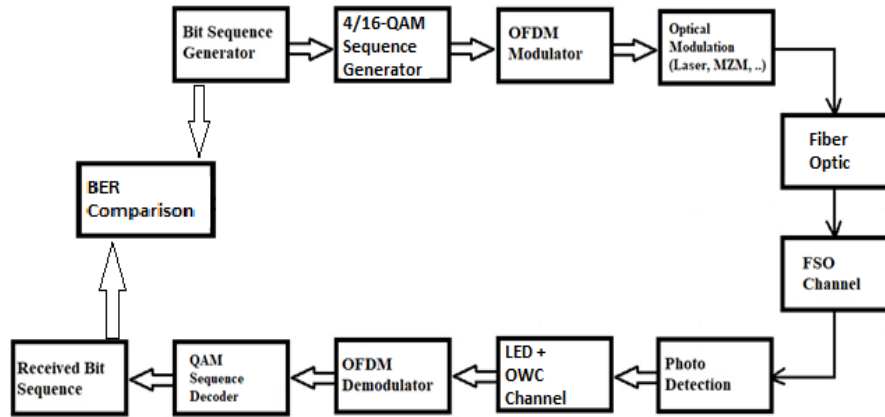 Bit Sequence
Generator
4/16-QAM
Sequence
Generator
OFDM
Modulator
Optical
Modulation
(Laser, MZM, ..)
Fiber
Optic
BER
Comparison
FSO
Channel
Received Bit
Sequence
QAM
Sequence
Decoder
OFDM
Demodulator
LED +
OWC
Channel
Photo
Detection